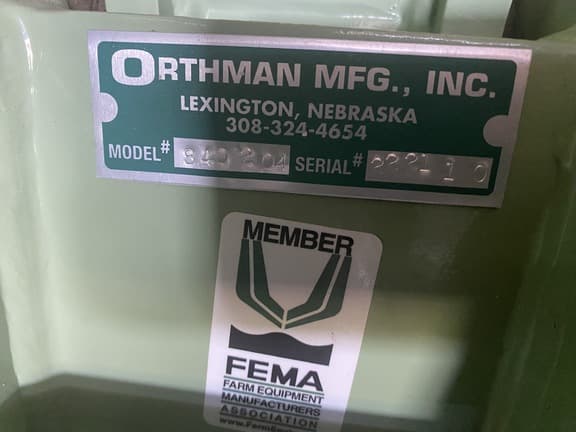 ORTHMAN MFG., INC.
LEXINGTON, NEBRASKA
308-324-4654
MODEL# SERIAL#
MEMBER
FEMA
FARM EQUIPMENT
MANUFACTURERS
ASSOCIATION